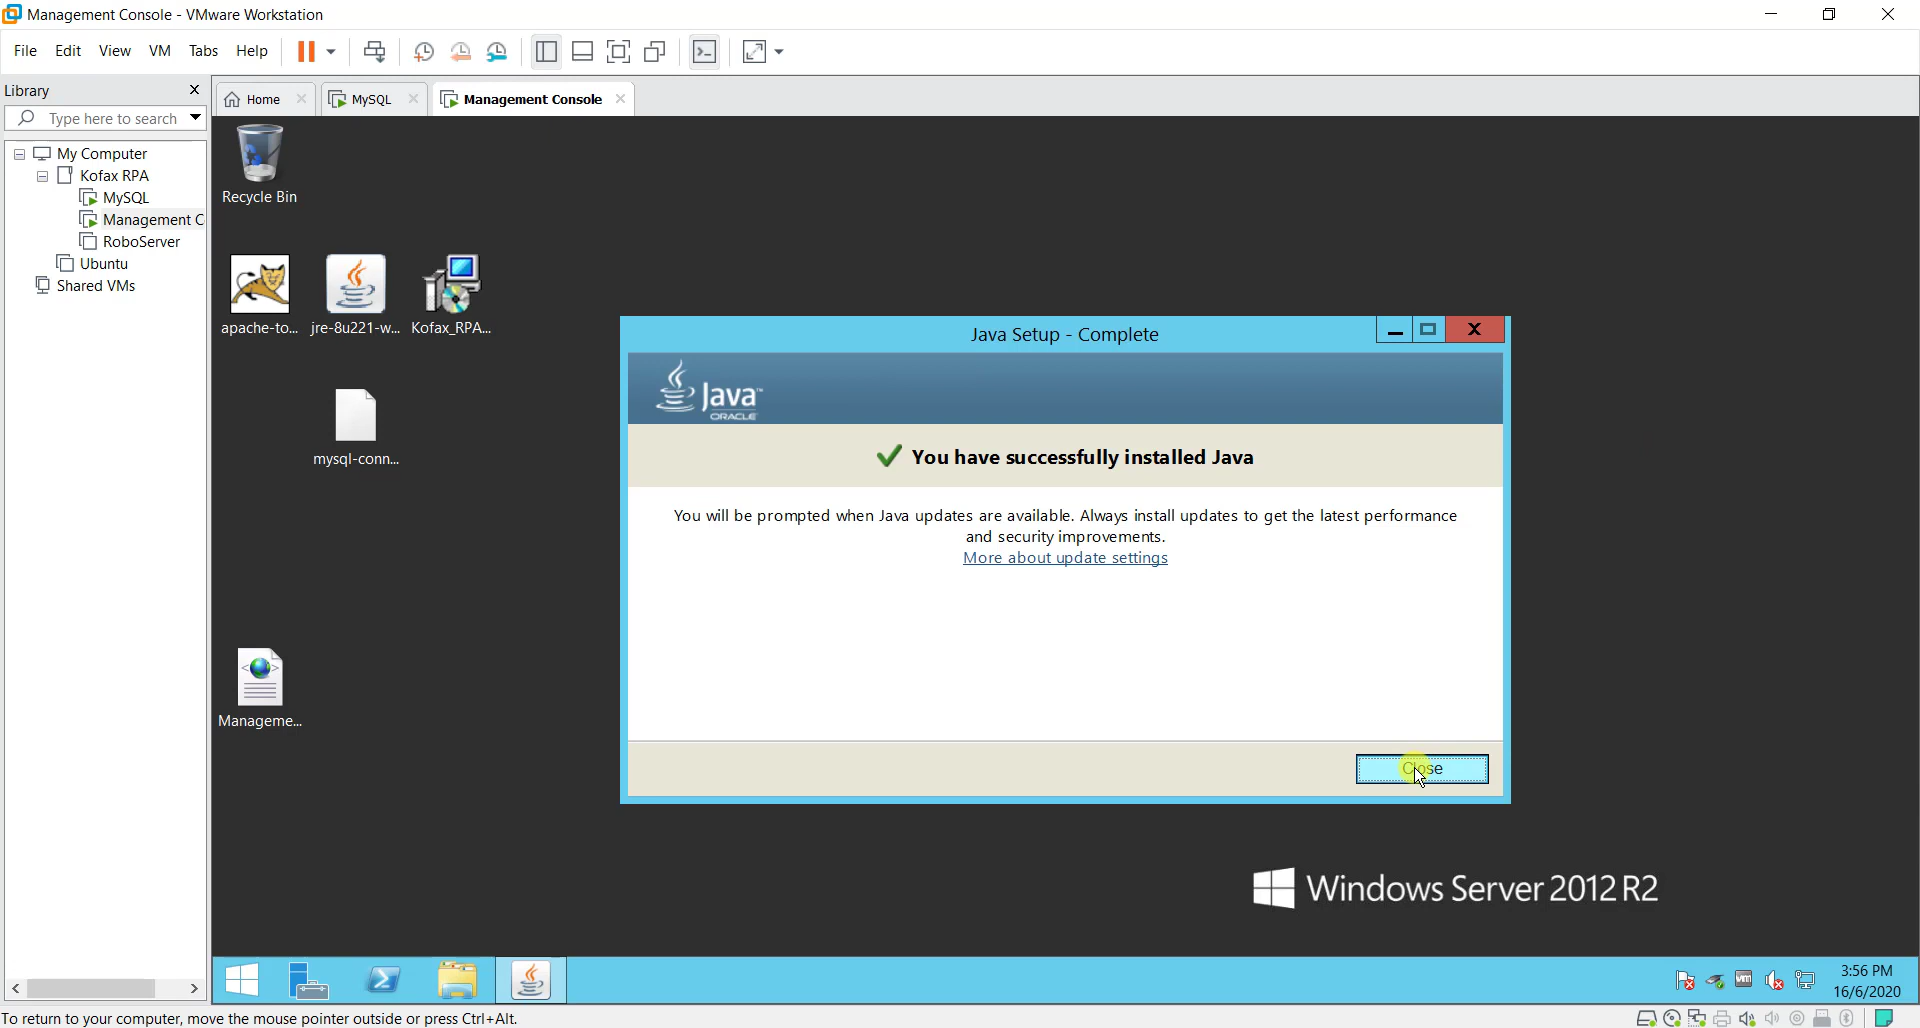 Management Console - VMware Workstation
File Edit View VM Tabs Help
Library
Type here to search
My Computer
Kofax RPA
MySQL
Management C
RoboServer
Ubuntu
Shared VMs
Home
MySQL
Management Console
Recycle Bin
apache-to...
jre-8u221-w...
Kofax_RPA...
mysql-conn...
Manageme...
Java Setup - Complete
Java™
ORACLE
You have successfully installed Java
You will be prompted when Java updates are available. Always install updates to get the latest performance
and security improvements.
More about update settings
Close
Windows Server 2012 R2
3:56 PM
16/6/2020
To return to your computer, move the mouse pointer outside or press Ctrl+Alt.